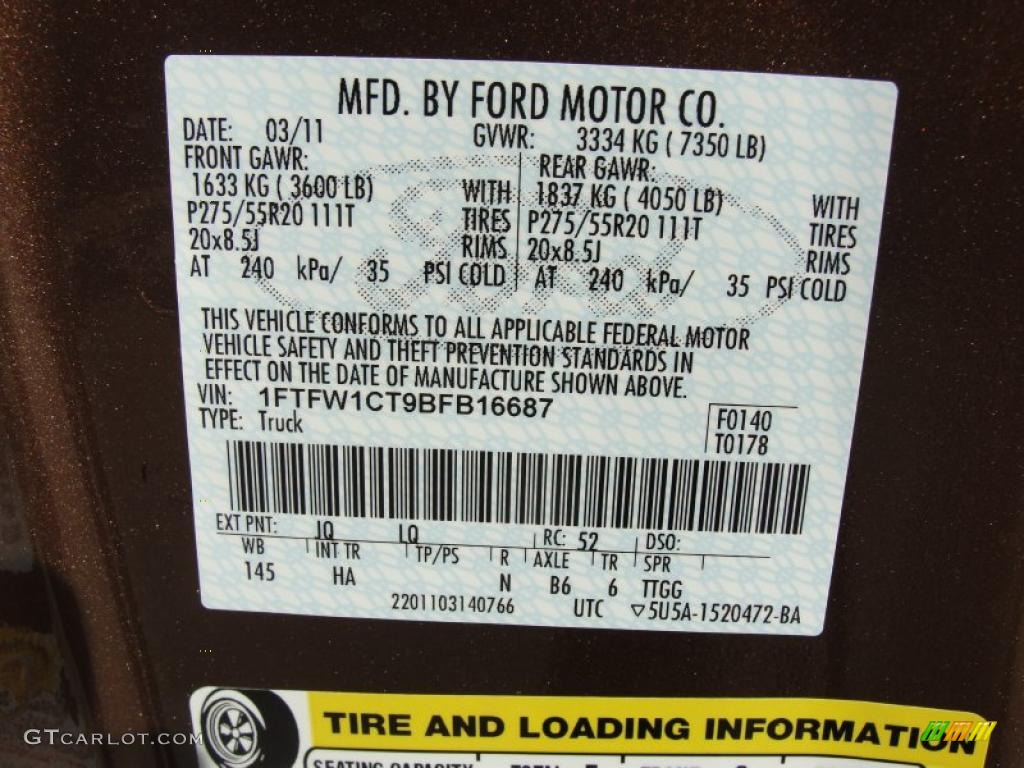 MFD. BY FORD MOTOR CO.
DATE: 03/11 GVWR: 3334 KG ( 7350 LB)
FRONT GAWR: REAR GAWR:
1633 KG ( 3600 LB) WITH 1837 KG ( 4050 LB) WITH
P275/55R20 111T TIRES P275/55R20 111T TIRES
20x8.5J RIMS 20x8.5J RIMS
AT 240 kPa/ 35 PSI COLD AT 240 kPa/ 35 PSI COLD
THIS VEHICLE CONFORMS TO ALL APPLICABLE FEDERAL MOTOR
VEHICLE SAFETY AND THEFT PREVENTION STANDARDS IN
EFFECT ON THE DATE OF MANUFACTURE SHOWN ABOVE.
VIN: 1FTFW1CT9BFB16687
TYPE: Truck
F0140
T0178
EXT PNT: JQ LQ RC: 52 DSO:
WB INT TR TP/PS R AXLE TR SPR
145 HA N B6 6 TTGG
2201103140766 UTC ▽5U5A-1520472-BA
TIRE AND LOADING INFORMATION
SEATING CAPACITY
GTCARLOT.COM